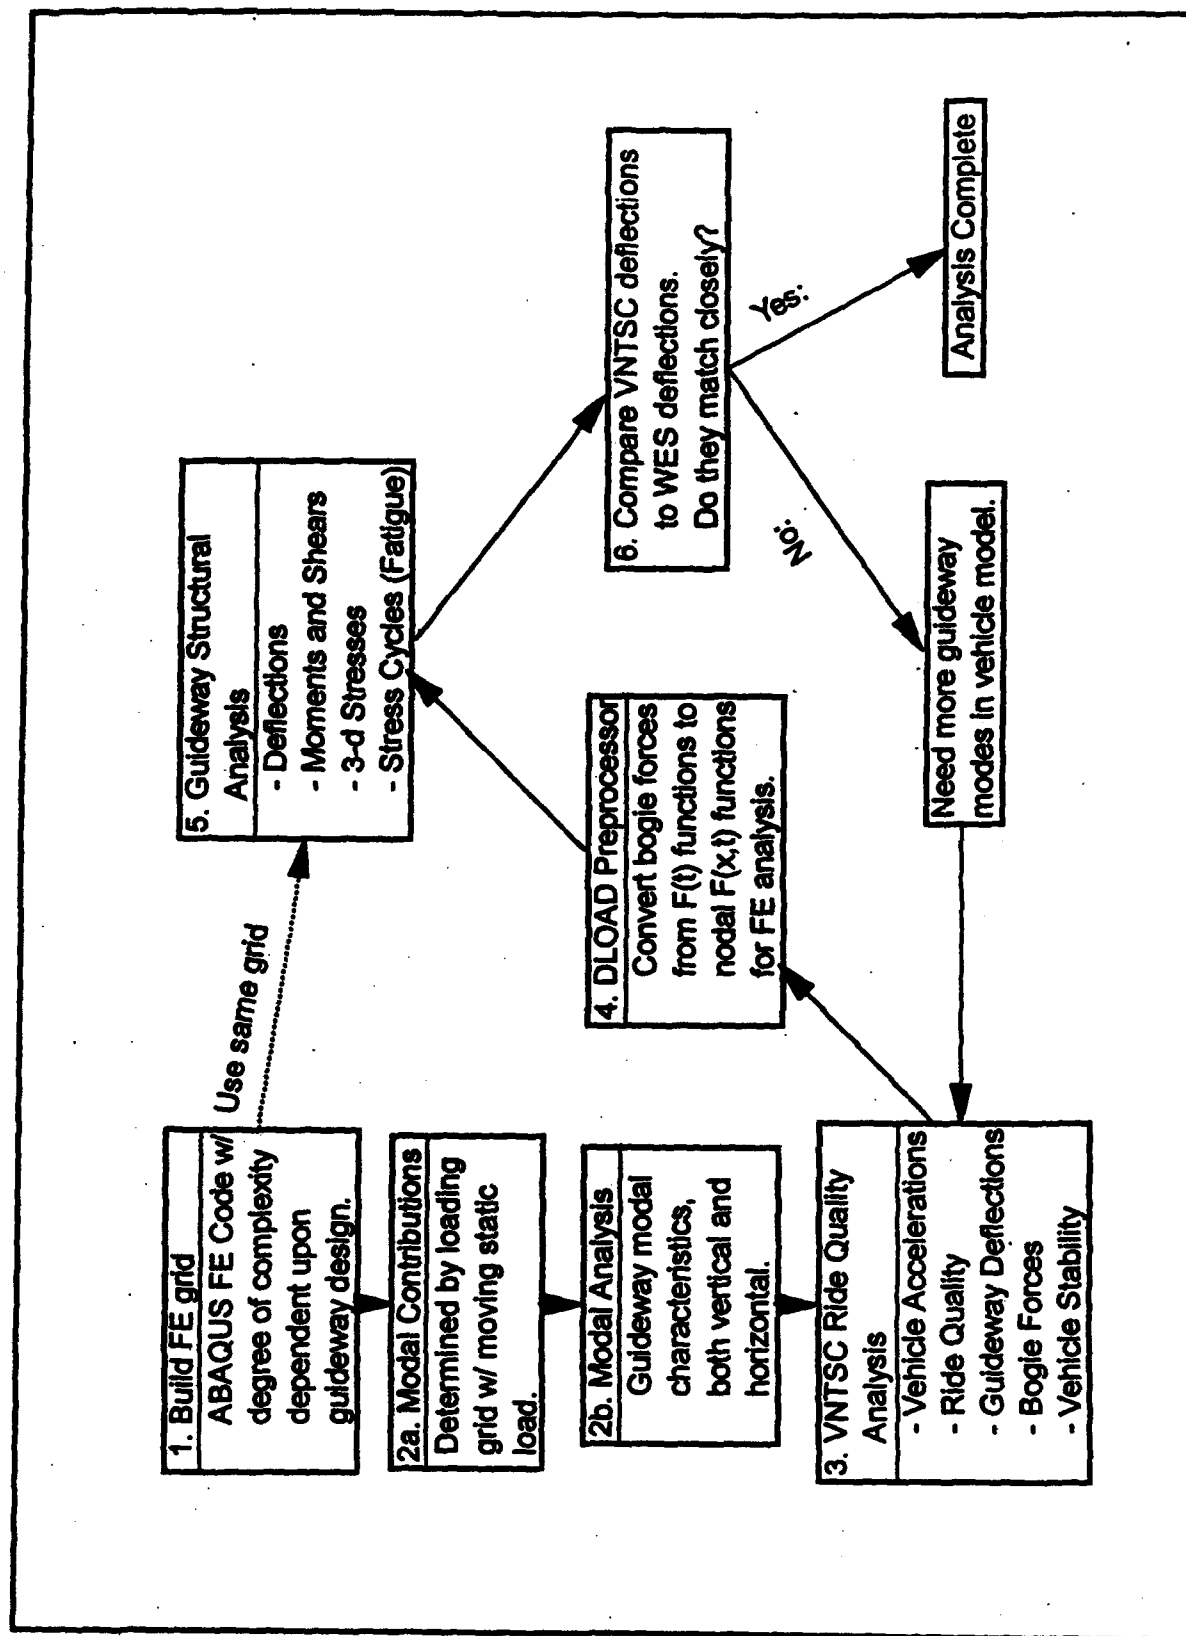 1. Build FE grid
ABAQUS FE Code w/
degree of complexity
dependent upon
guideway design.
Use same grid
2a. Modal Contributions
Determined by loading
grid w/ moving static
load.
2b. Modal Analysis
Guideway modal
characteristics,
both vertical and
horizontal.
3. VNTSC Ride Quality
Analysis
- Vehicle Accelerations
- Ride Quality
- Guideway Deflections
- Bogie Forces
- Vehicle Stability
4. DLOAD Preprocessor
Convert bogie forces
from F(t) functions to
nodal F(x,t) functions
for FE analysis.
5. Guideway Structural
Analysis
- Deflections
- Moments and Shears
- 3-d Stresses
- Stress Cycles (Fatigue)
6. Compare VNTSC deflections
to WES deflections.
Do they match closely?
No:
Yes:
Need more guideway
modes in vehicle model.
Analysis Complete